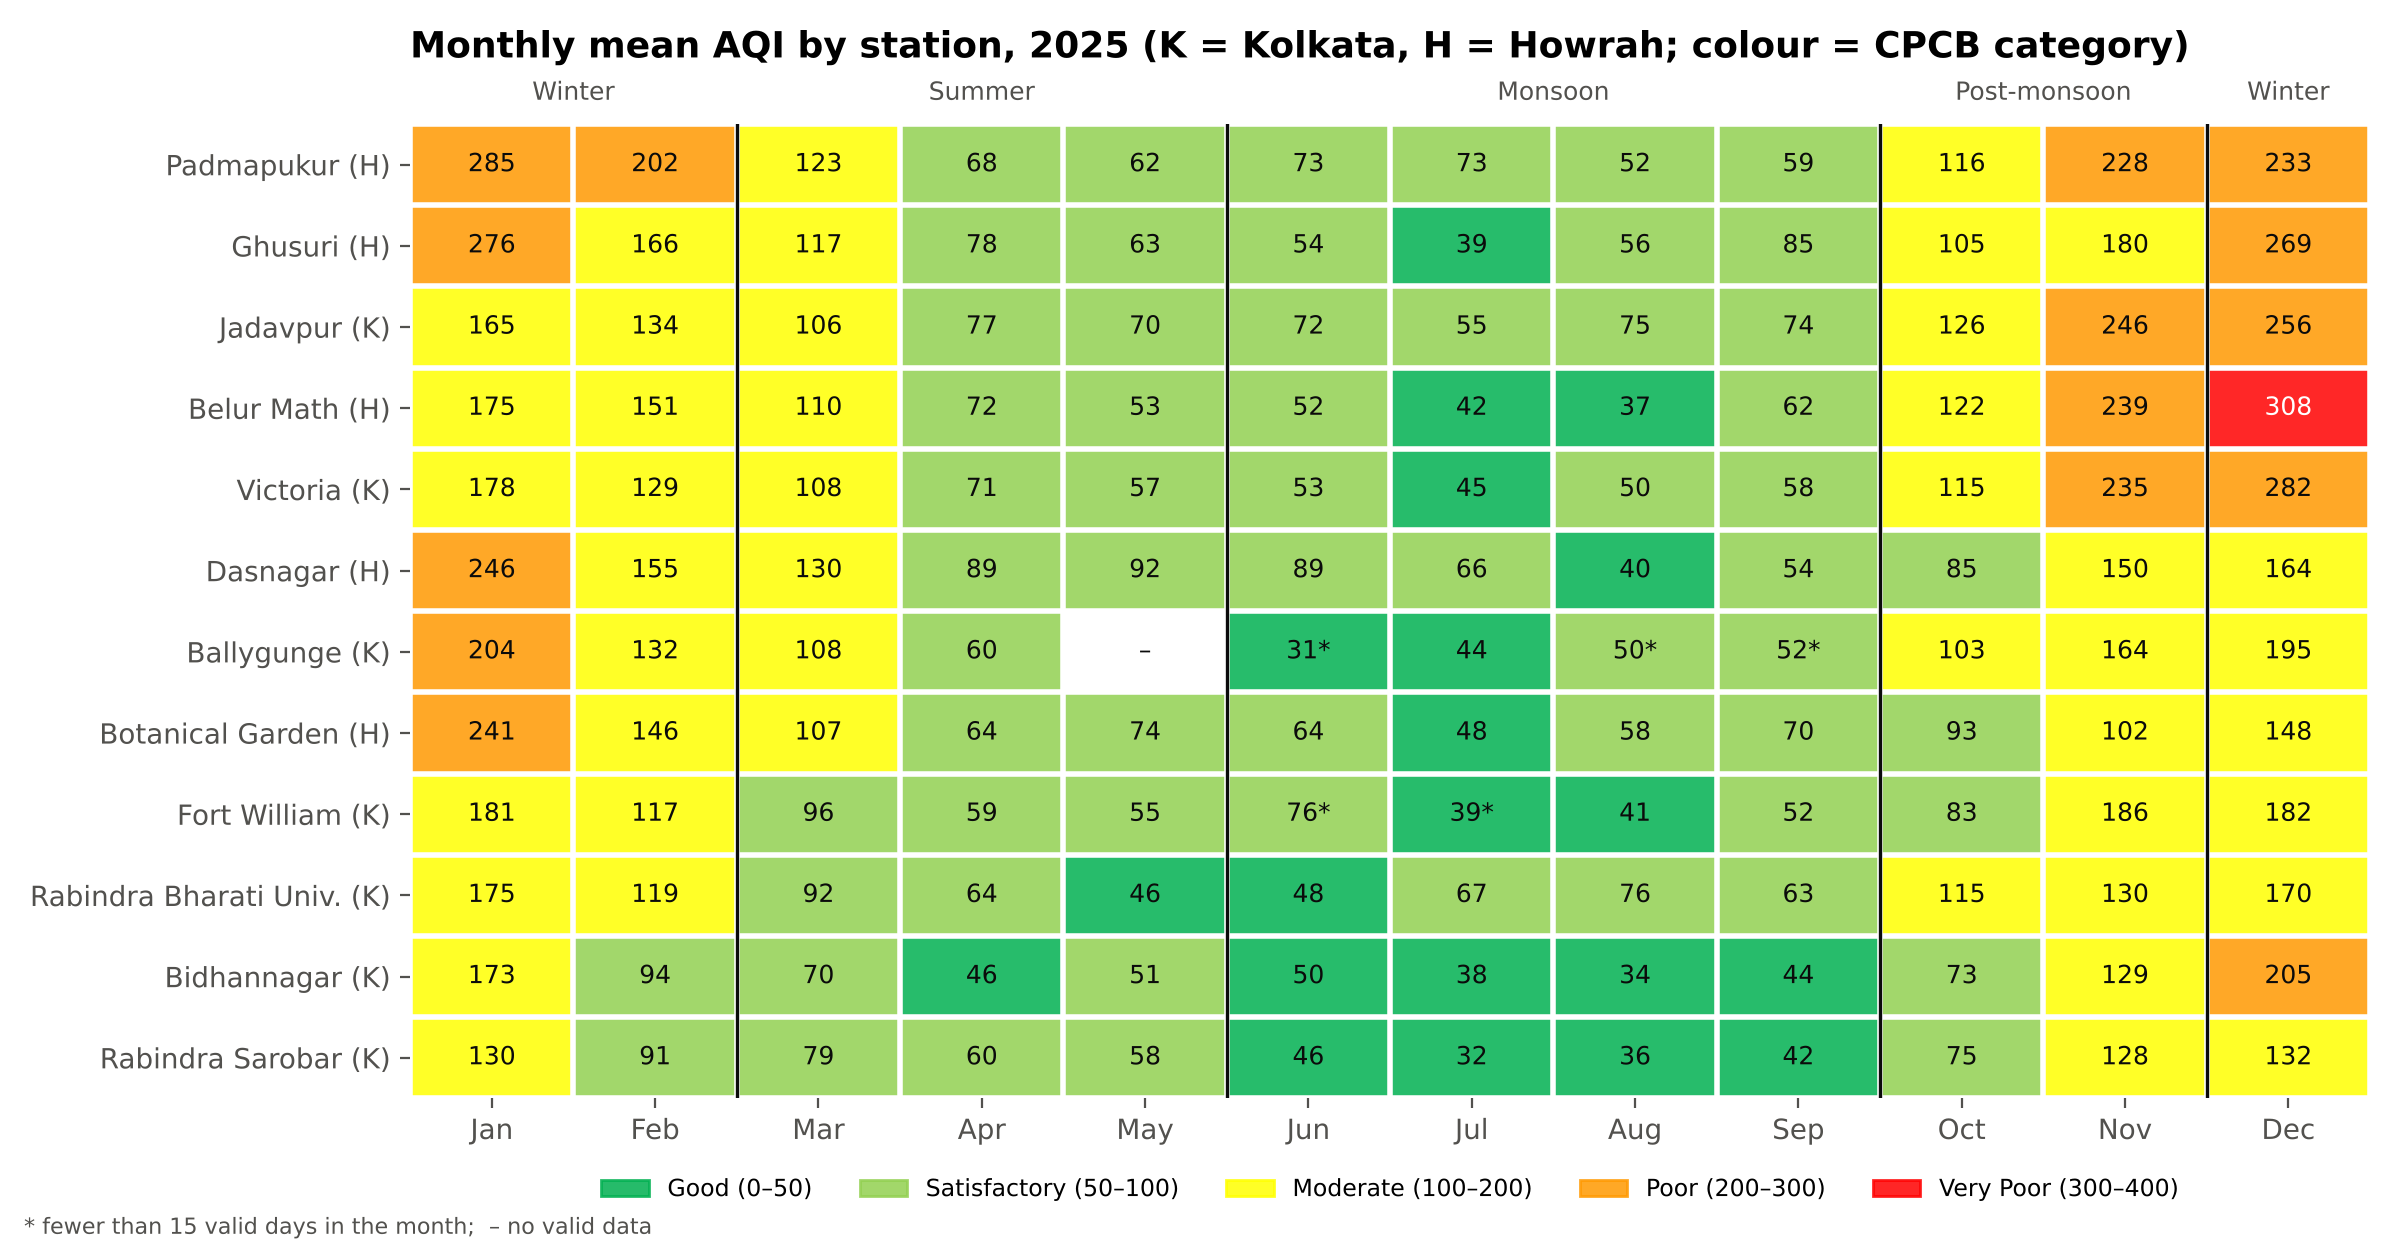 Monthly mean AQI by station, 2025 (K = Kolkata, H = Howrah; colour = CPCB category)
Winter Summer Monsoon Post-monsoon Winter
Padmapukur (H) 285 202 123 68 62 73 73 52 59 116 228 233
Ghusuri (H) 276 166 117 78 63 54 39 56 85 105 180 269
Jadavpur (K) 165 134 106 77 70 72 55 75 74 126 246 256
Belur Math (H) 175 151 110 72 53 52 42 37 62 122 239 308
Victoria (K) 178 129 108 71 57 53 45 50 58 115 235 282
Dasnagar (H) 246 155 130 89 92 89 66 40 54 85 150 164
Ballygunge (K) 204 132 108 60 – 31* 44 50* 52* 103 164 195
Botanical Garden (H) 241 146 107 64 74 64 48 58 70 93 102 148
Fort William (K) 181 117 96 59 55 76* 39* 41 52 83 186 182
Rabindra Bharati Univ. (K) 175 119 92 64 46 48 67 76 63 115 130 170
Bidhannagar (K) 173 94 70 46 51 50 38 34 44 73 129 205
Rabindra Sarobar (K) 130 91 79 60 58 46 32 36 42 75 128 132
Jan Feb Mar Apr May Jun Jul Aug Sep Oct Nov Dec
Good (0–50) Satisfactory (50–100) Moderate (100–200) Poor (200–300) Very Poor (300–400)
* fewer than 15 valid days in the month; – no valid data